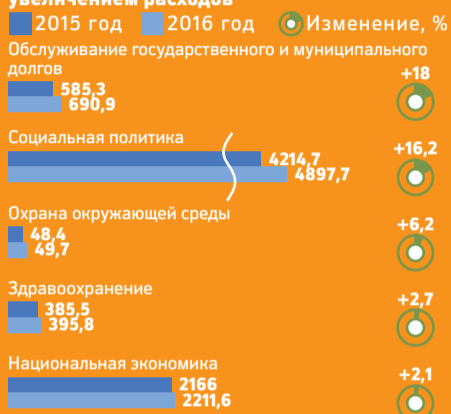 увеличением расходов
2015 год 2016 год Изменение, %
Обслуживание государственного и муниципального
долгов
+18
585,3
690,9
Социальная политика
+16,2
4214,7
4897,7
Охрана окружающей среды
+6,2
48,4
49,7
Здравоохранение
+2,7
385,5
395,8
Национальная экономика
+2,1
2166
2211,6